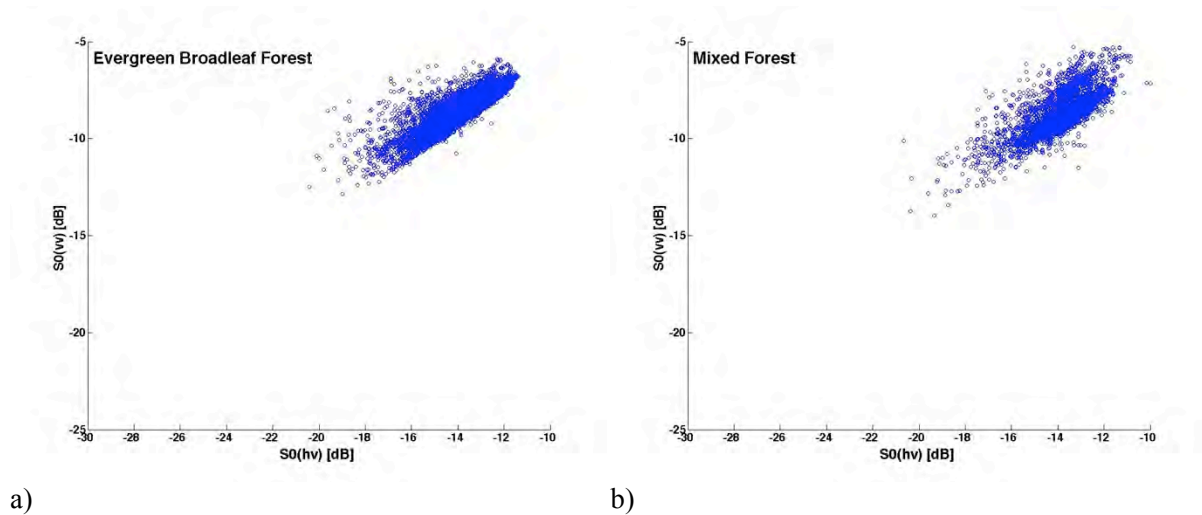 Evergreen Broadleaf Forest
-5
-10
-15
-20
-25
S0(vv) [dB]
-30 -28 -26 -24 -22 -20 -18 -16 -14 -12 -10
S0(hv) [dB]
a)
Mixed Forest
-5
-10
-15
-20
-25
S0(vv) [dB]
-30 -28 -26 -24 -22 -20 -18 -16 -14 -12 -10
S0(hv) [dB]
b)